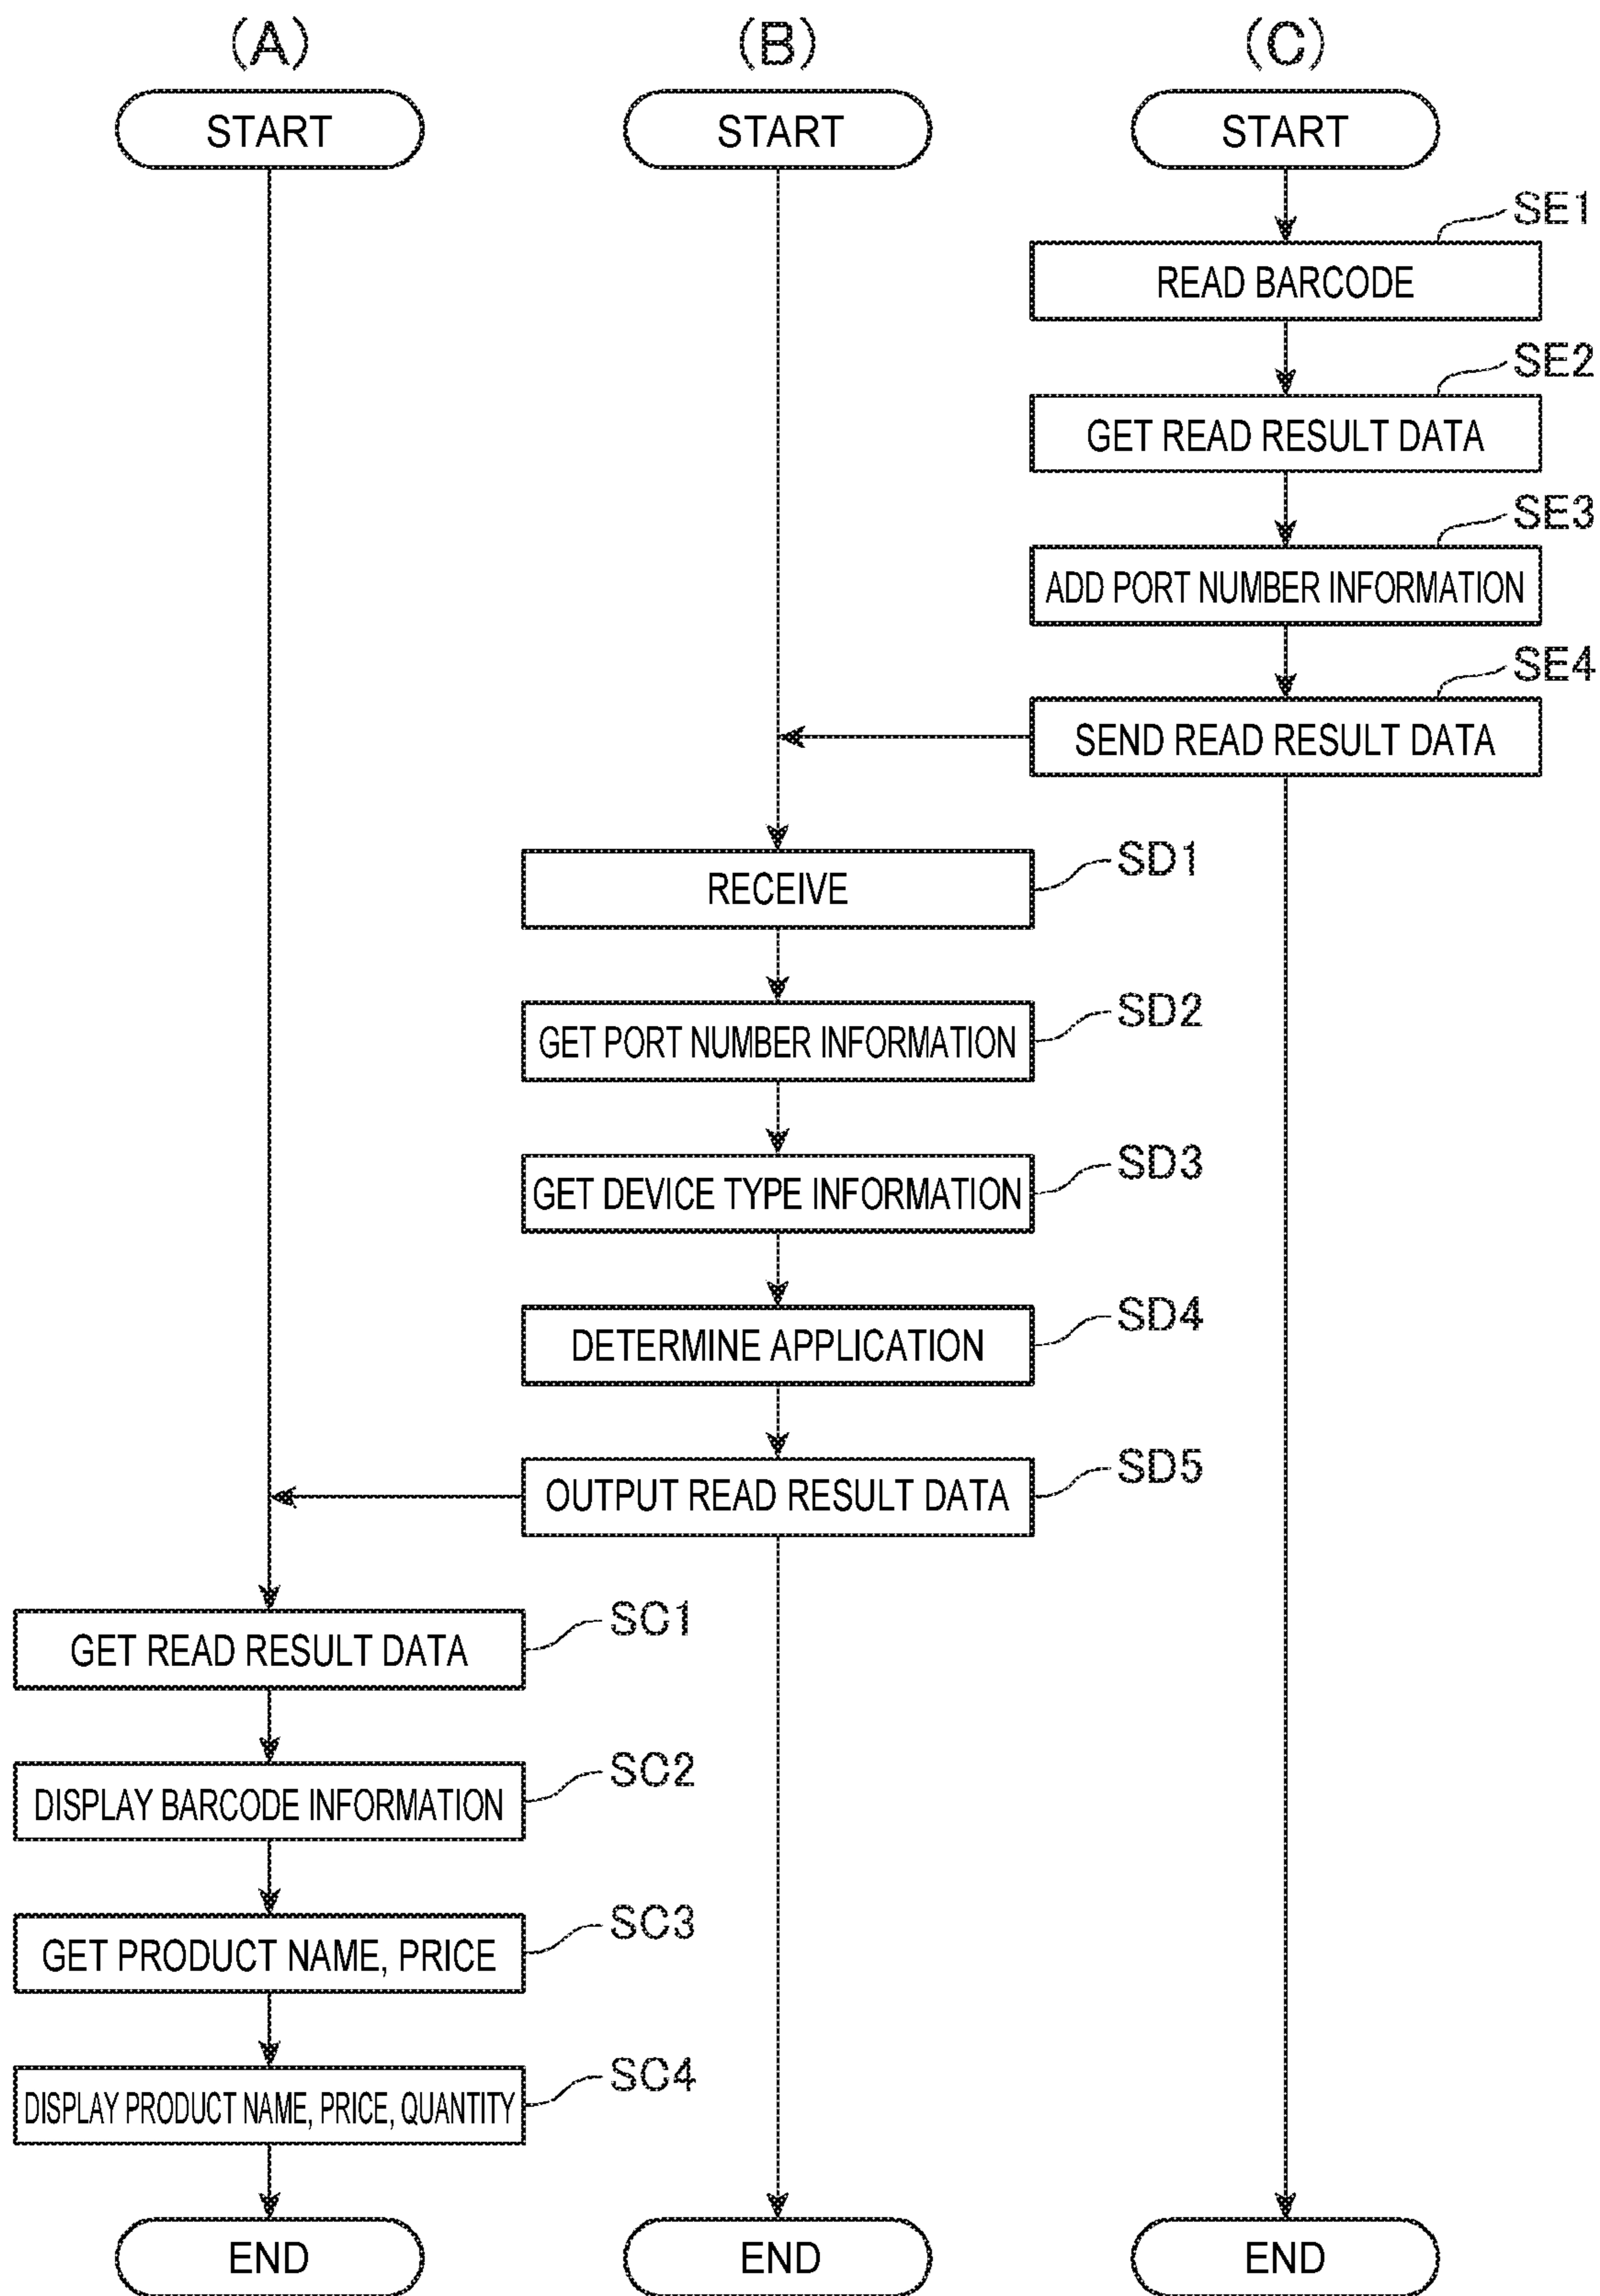 (A)
(B)
(C)
START
START
START
SE1
READ BARCODE
SE2
GET READ RESULT DATA
SE3
ADD PORT NUMBER INFORMATION
SE4
SEND READ RESULT DATA
SD1
RECEIVE
SD2
GET PORT NUMBER INFORMATION
SD3
GET DEVICE TYPE INFORMATION
SD4
DETERMINE APPLICATION
SD5
OUTPUT READ RESULT DATA
SC1
GET READ RESULT DATA
SC2
DISPLAY BARCODE INFORMATION
SC3
GET PRODUCT NAME, PRICE
SC4
DISPLAY PRODUCT NAME, PRICE, QUANTITY
END
END
END